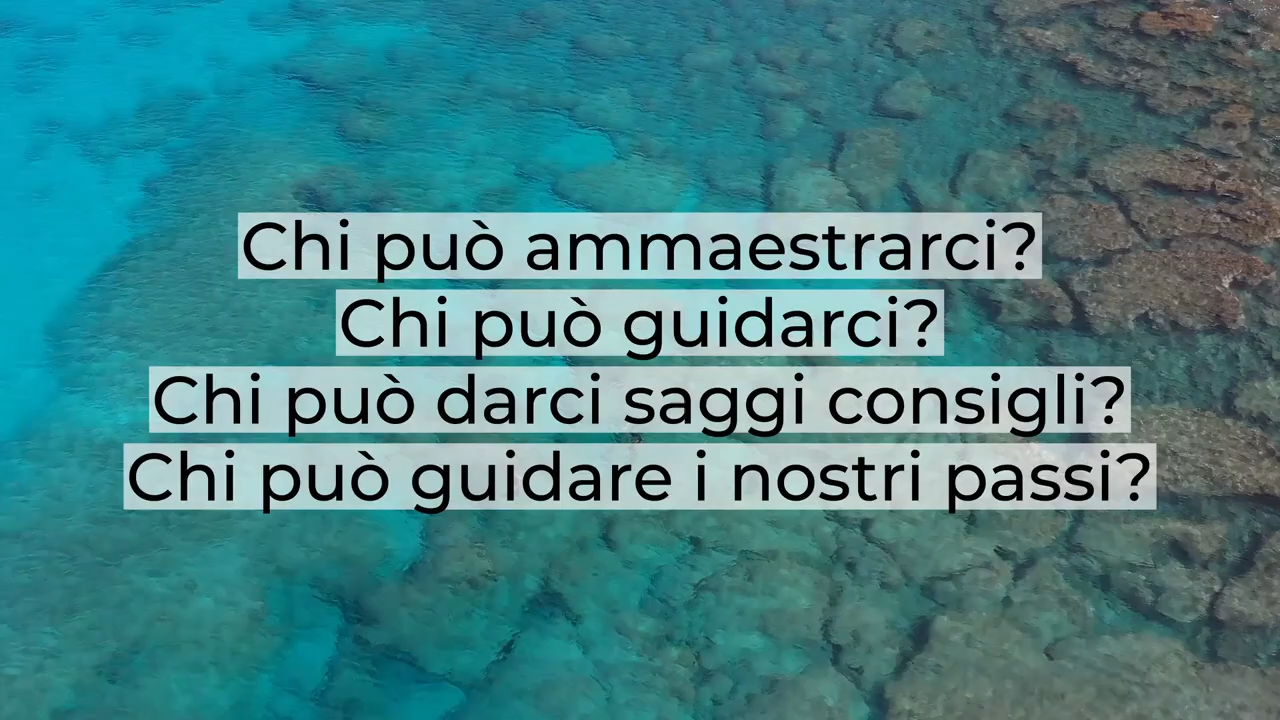 Chi può ammaestrarci?
Chi può guidarci?
Chi può darci saggi consigli?
Chi può guidare i nostri passi?